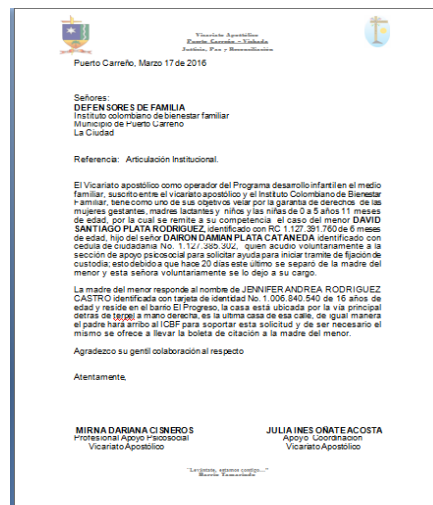 Vicariato Apostólico
Puerto Carreño - Vichada
Justicia, Paz y Reconciliación
Puerto Carreño, Marzo 17 de 2016
Señores:
DEFENSORES DE FAMILIA
Instituto colombiano de bienestar familiar
Municipio de Puerto Carreño
La Ciudad
Referencia: Articulación Institucional.
El Vicariato apostólico como operador del Programa desarrollo infantil en el medio
familiar, suscrito entre el vicariato apostólico y el Instituto Colombiano de Bienestar
Familiar, tiene como uno de sus objetivos velar por la garantía de derechos de las
mujeres gestantes, madres lactantes y niños y las niñas de 0 a 5 años 11 meses
de edad, por la cual se remite a su competencia el caso del menor DAVID
SANTIAGO PLATA RODRIGUEZ, identificado con RC 1.127.391.760 de 6 meses
de edad, hijo del señor DAIRON DAMIAN PLATA CATANEDA identificado con
cedula de ciudadanía No. 1.127.385.302, quien acudio voluntariamente a la
sección de apoyo psicosocial para solicitar ayuda para iniciar tramite de fijación de
custodia; esto debido a que hace 20 días este ultimo se separo de la madre del
menor y esta señora voluntariamente se lo dejo a su cargo.
La madre del menor responde al nombre de JENNIFER ANDREA RODRIGUEZ
CASTRO identificada con tarjeta de identidad No. 1.006.840.540 de 16 años de
edad y reside en el barrio El Progreso, la casa está ubicada por la vía principal
detrás de terpel a mano derecha, es la ultima casa de esa calle, de igual manera
el padre hará arribo al ICBF para soportar esta solicitud y de ser necesario el
mismo se ofrece a llevar la boleta de citación a la madre del menor.
Agradezco su gentil colaboración al respecto
Atentamente,
MIRNA DARIANA CISNEROS JULIA INES OÑATE ACOSTA
Profesional Apoyo Psicosocial Apoyo Coordinación
Vicariato Apostólico Vicariato Apostólico
"Levántate, estamos contigo..."